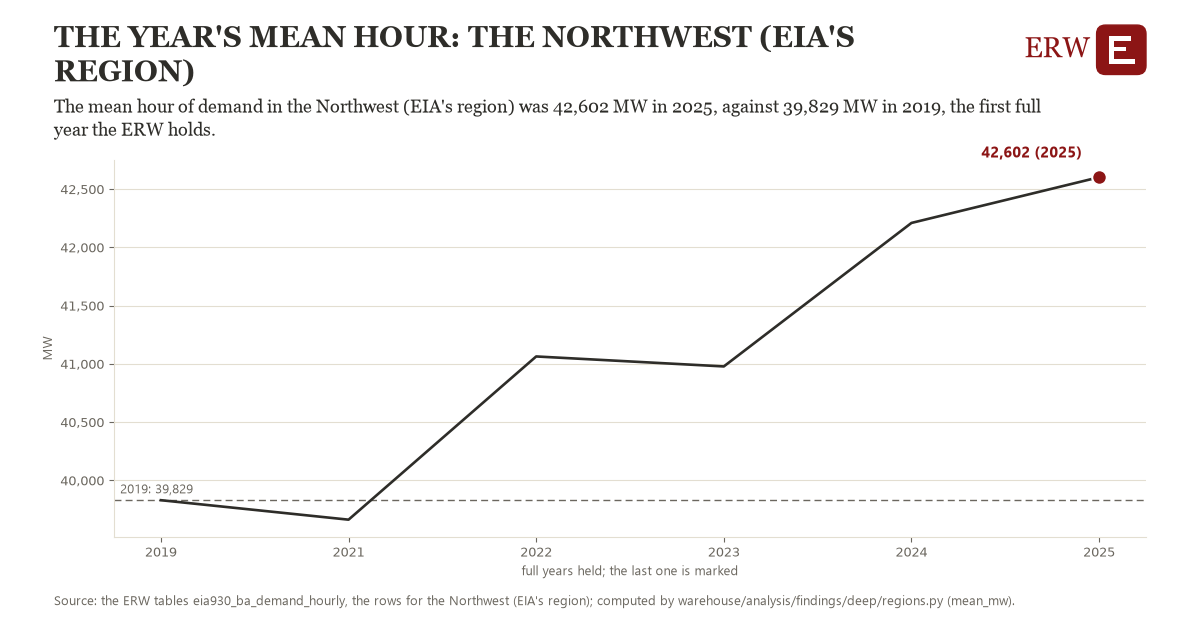 THE YEAR'S MEAN HOUR: THE NORTHWEST (EIA'S
REGION)
ERW E
The mean hour of demand in the Northwest (EIA's region) was 42,602 MW in 2025, against 39,829 MW in 2019, the first full
year the ERW holds.
42,602 (2025)
42,500
42,000
41,500
41,000
40,500
40,000
MW
2019: 39,829
2019 2021 2022 2023 2024 2025
full years held; the last one is marked
Source: the ERW tables eia930_ba_demand_hourly, the rows for the Northwest (EIA's region); computed by warehouse/analysis/findings/deep/regions.py (mean_mw).